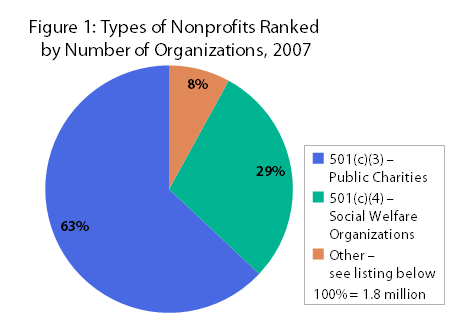 Figure 1: Types of Nonprofits Ranked
by Number of Organizations, 2007
8%
29%
63%
501(c)(3) –
Public Charities
501(c)(4) –
Social Welfare
Organizations
Other –
see listing below
100% = 1.8 million